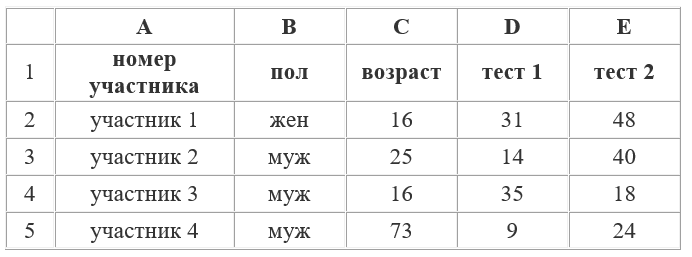 A B C D E
1 номер участника пол возраст тест 1 тест 2
2 участник 1 жен 16 31 48
3 участник 2 муж 25 14 40
4 участник 3 муж 16 35 18
5 участник 4 муж 73 9 24